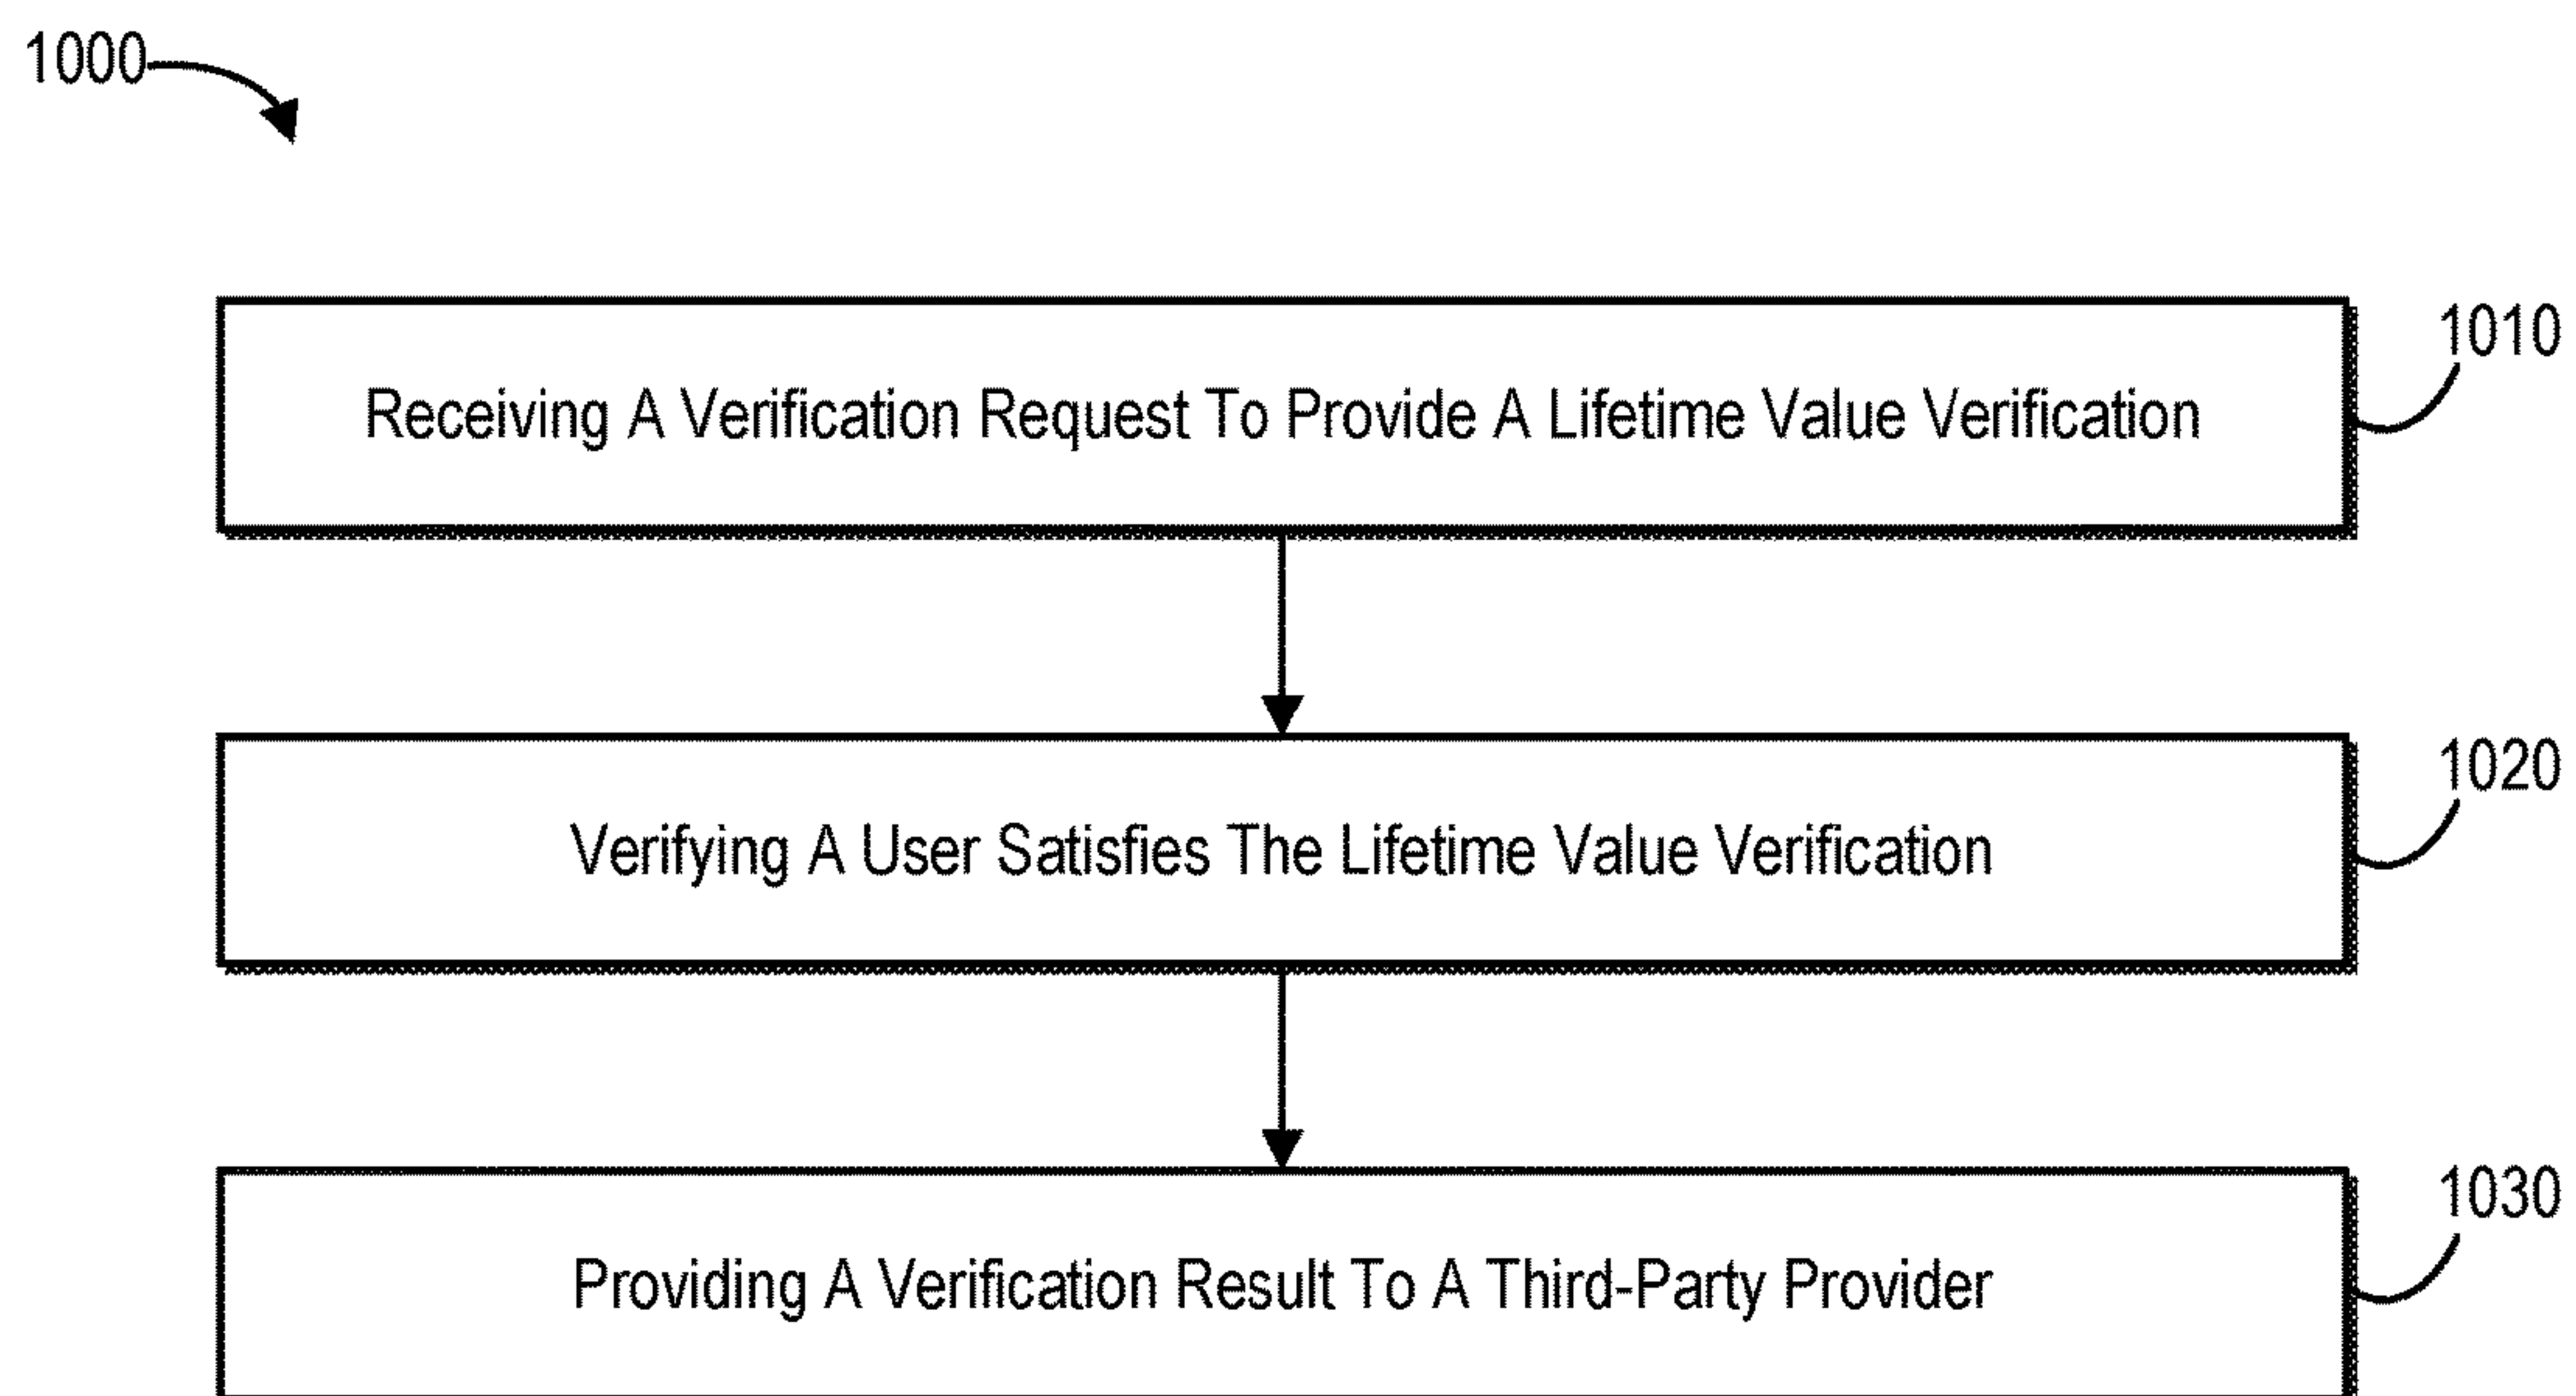 1000
Receiving A Verification Request To Provide A Lifetime Value Verification
1010
Verifying A User Satisfies The Lifetime Value Verification
1020
Providing A Verification Result To A Third-Party Provider
1030